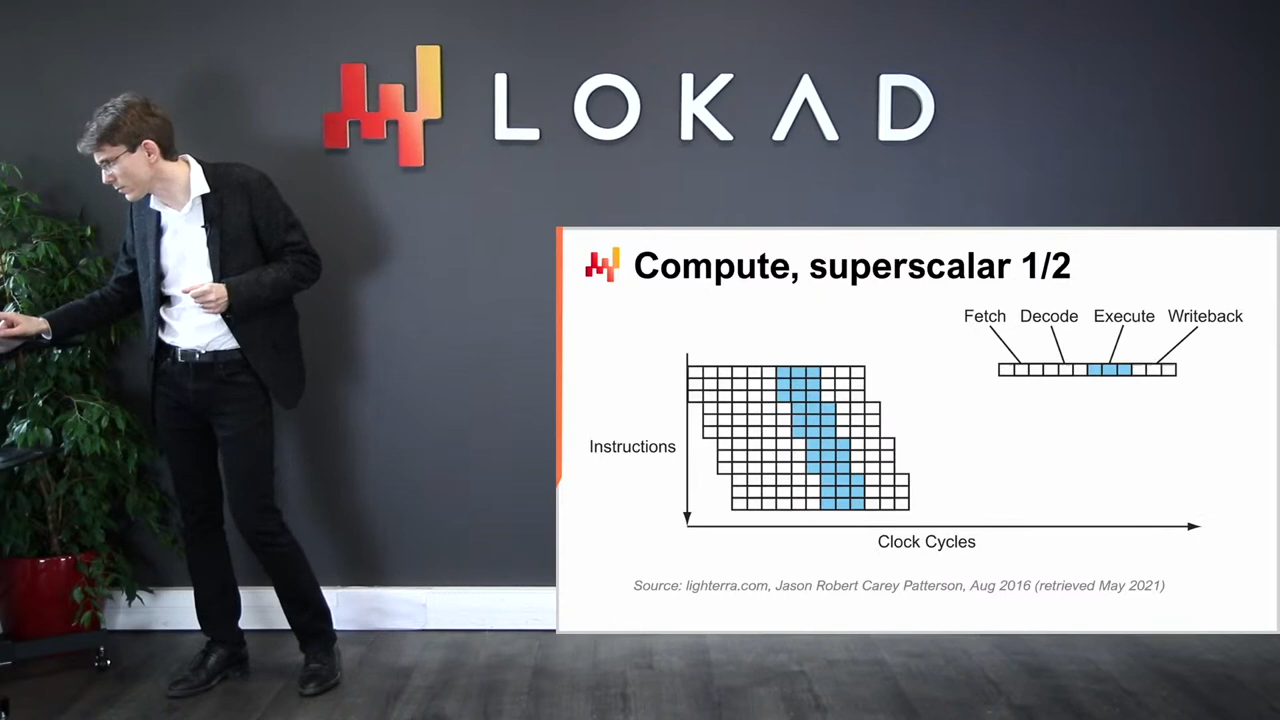 LOKAD
Compute, superscalar 1/2
Fetch Decode Execute Writeback
Instructions
Clock Cycles
Source: lighterra.com, Jason Robert Carey Patterson, Aug 2016 (retrieved May 2021)